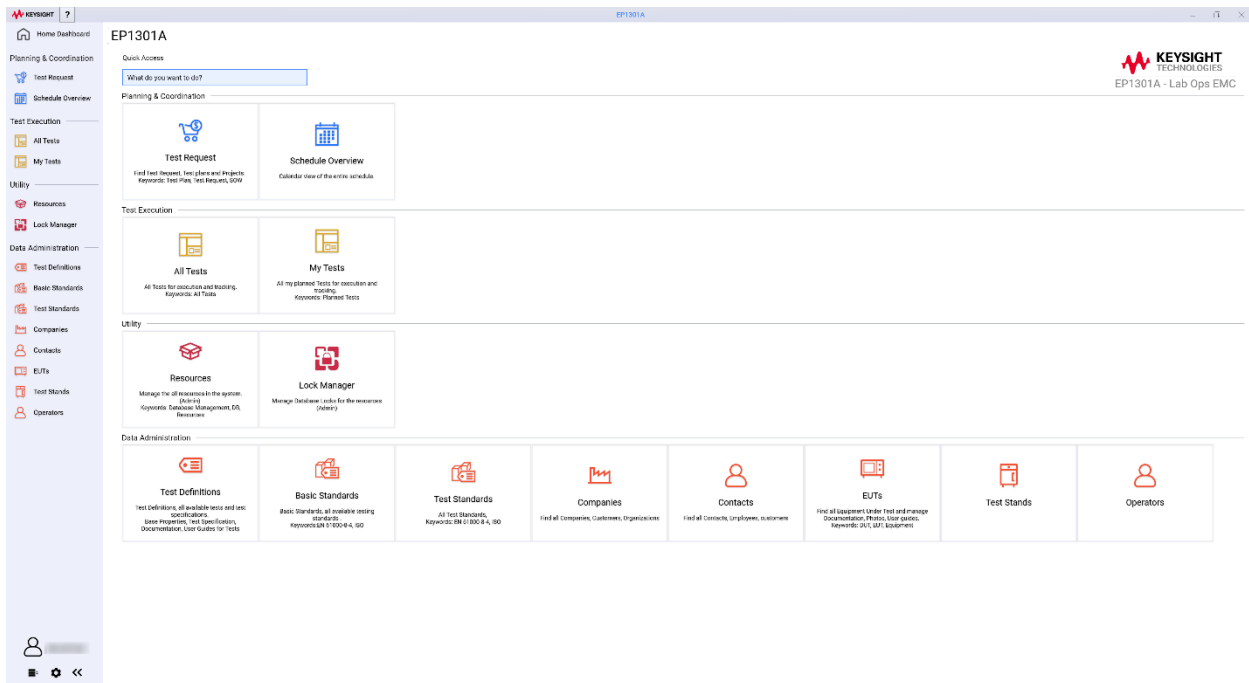 KEYSIGHT ?
EP1301A
Home Dashboard
Planning & Coordination
Test Request
Schedule Overview
Test Execution
All Tests
My Tests
Utility
Resources
Lock Manager
Data Administration
Test Definitions
Basic Standards
Test Standards
Companies
Contacts
EUTs
Test Stands
Operators
EP1301A
Quick Access
What do you want to do?
KEYSIGHT
TECHNOLOGIES
EP1301A - Lab Ops EMC
Planning & Coordination
Test Request
Find Test Request, Test plans and Projects.
Keywords: Test Plan, Test Request, SOW
Schedule Overview
Calendar view of the entire schedule.
Test Execution
All Tests
All Tests for execution and tracking.
Keywords: All Tests
My Tests
All my planned Tests for execution and
tracking.
Keywords: Planned Tests
Utility
Resources
Manage the all resources in the system.
(Admin)
Keywords: Database Management, DB,
Resources
Lock Manager
Manage Database Locks for the resources
(Admin)
Data Administration
Test Definitions
Test Definitions, all available tests and test
specifications.
Base Properties, Test Specification,
Documentation, User Guides for Tests
Basic Standards
Basic Standards, all available testing
standards .
Keywords:EN 61800-8-4, ISO
Test Standards
All Test Standards,
Keywords: EN 61800-8-4, ISO
Companies
Find all Companies, Customers, Organizations
Contacts
Find all Contacts, Employees, customers
EUTs
Find all Equipment Under Test and manage
Documentation, Photos, User guides.
Keywords: DUT, EUT, Equipment
Test Stands
Operators